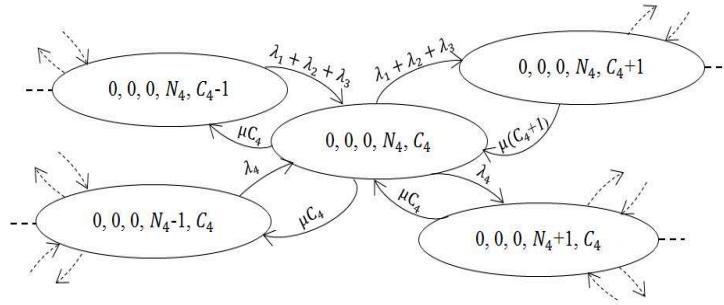 λ₁ + λ₂ + λ₃
λ₁ + λ₂ + λ₃
0, 0, 0, N₄, C₄+1
0, 0, 0, N₄, C₄-1
μC₄
0, 0, 0, N₄, C₄
μ(C₄+1)
λ₄
λ₄
μC₄
μC₄
0, 0, 0, N₄-1, C₄
0, 0, 0, N₄+1, C₄